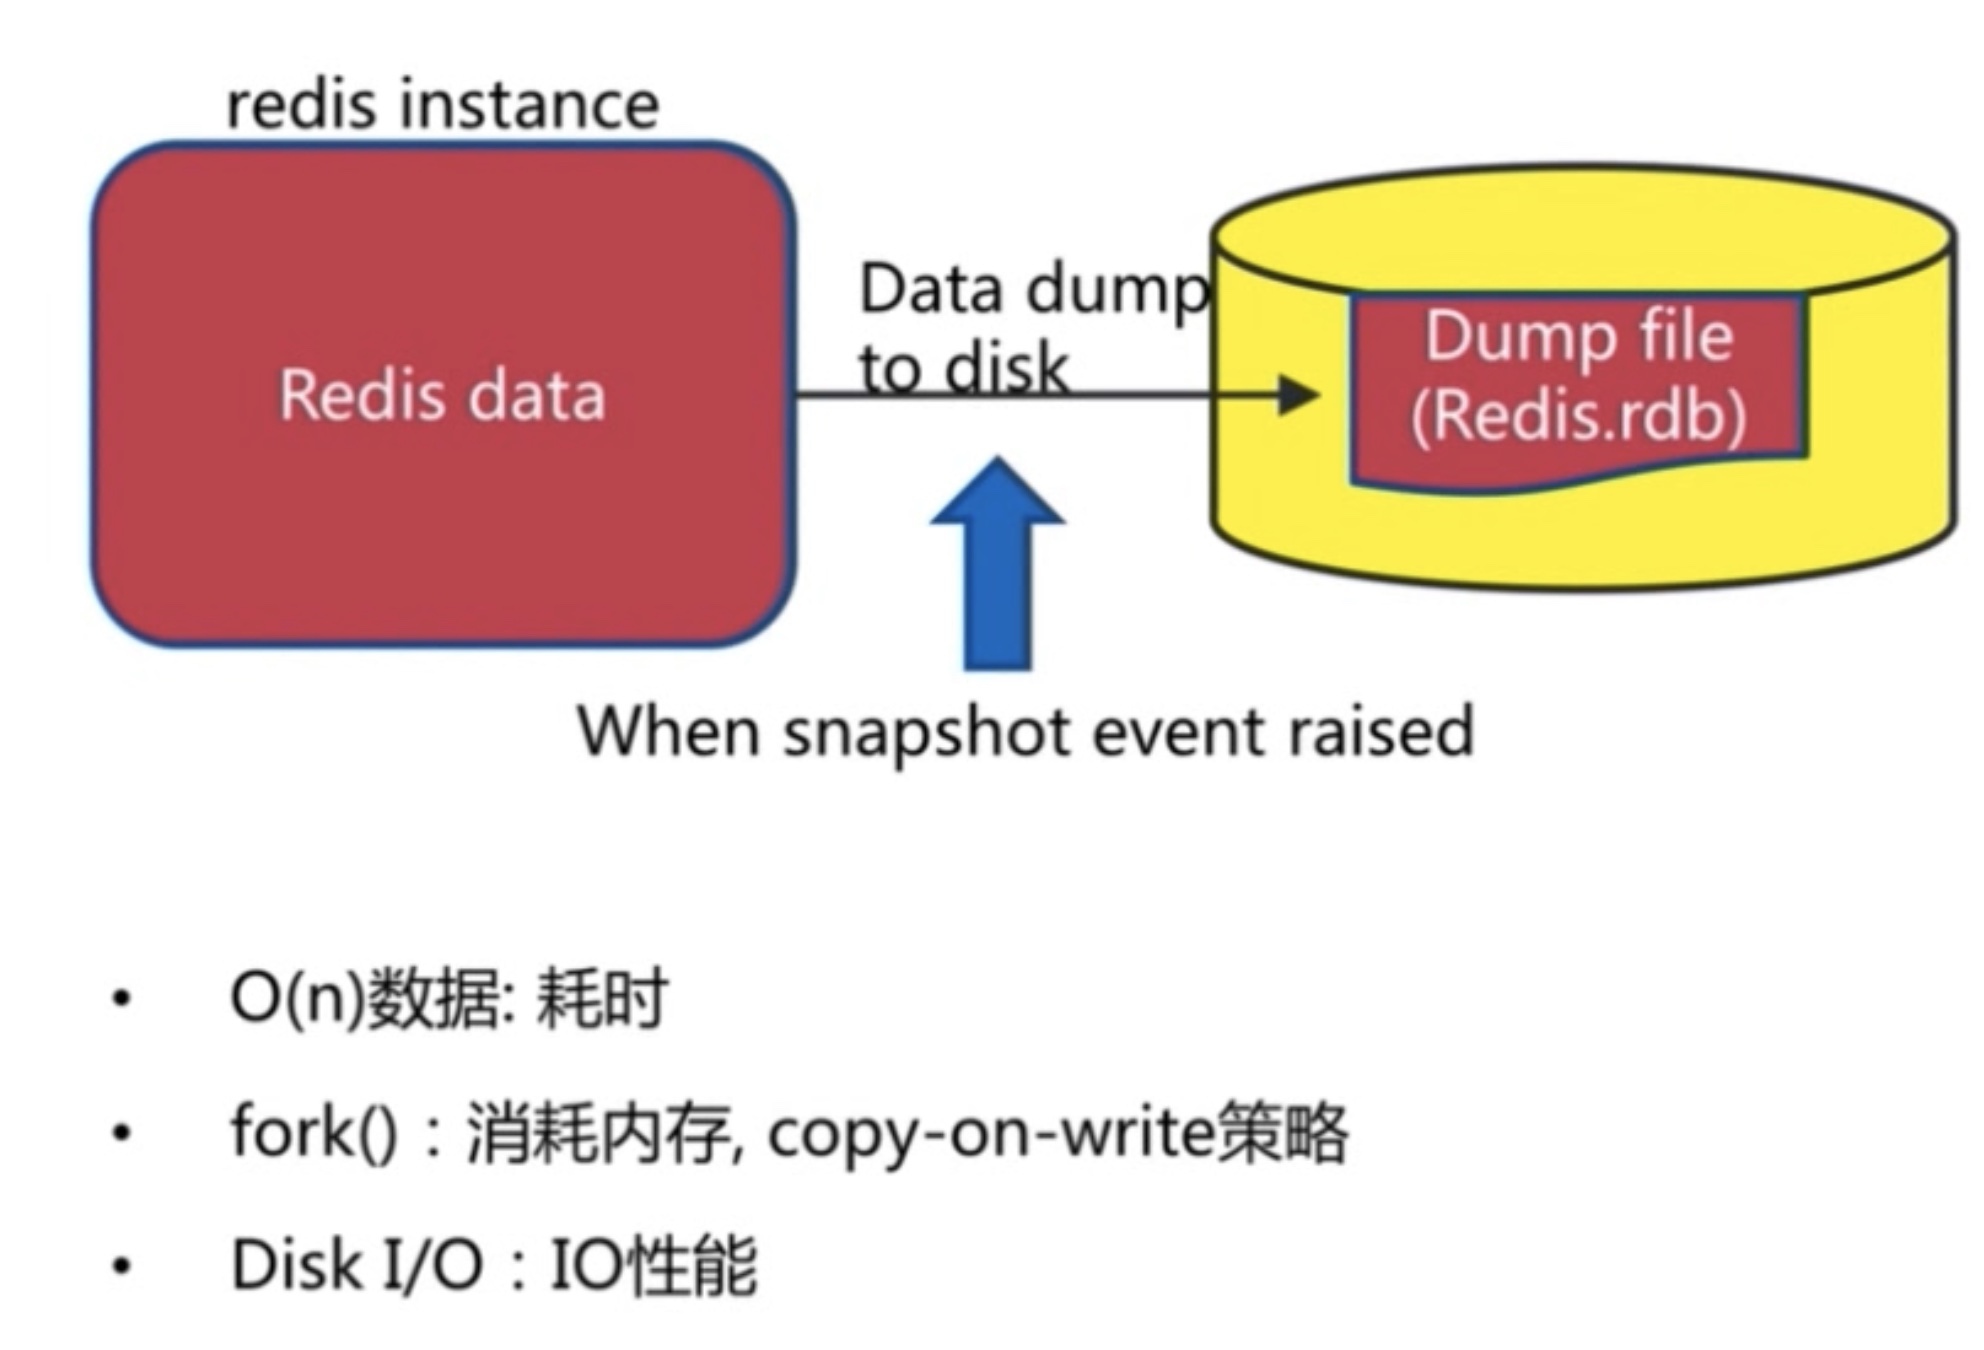 redis instance
Redis data
Data dump
to disk
Dump file
(Redis.rdb)
When snapshot event raised
• O(n)数据: 耗时
• fork() : 消耗内存, copy-on-write策略
• Disk I/O : IO性能